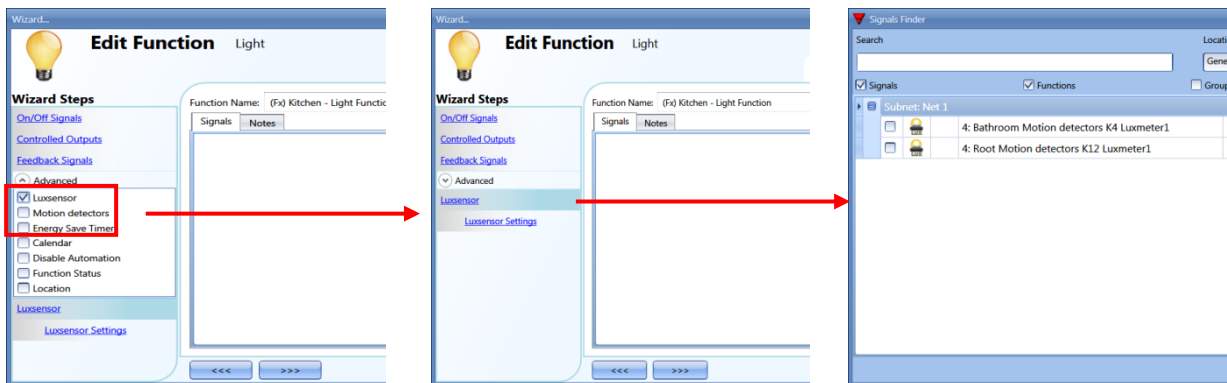 Wizard...
Edit Function Light
Wizard Steps
On/Off Signals
Controlled Outputs
Feedback Signals
Advanced
Luxsensor
Motion detectors
Energy Save Timer
Calendar
Disable Automation
Function Status
Location
Luxsensor
Luxsensor Settings
Function Name: (Fx) Kitchen - Light Functic
Signals Notes
<<< >>>
Wizard...
Edit Function Light
Wizard Steps
On/Off Signals
Controlled Outputs
Feedback Signals
Advanced
Luxsensor
Luxsensor Settings
Function Name: (Fx) Kitchen - Light Function
Signals Notes
<<< >>>
Signals Finder
Search Locati
Gene
Signals Functions Group
Subnet: Net 1
4: Bathroom Motion detectors K4 Luxmeter1
4: Root Motion detectors K12 Luxmeter1